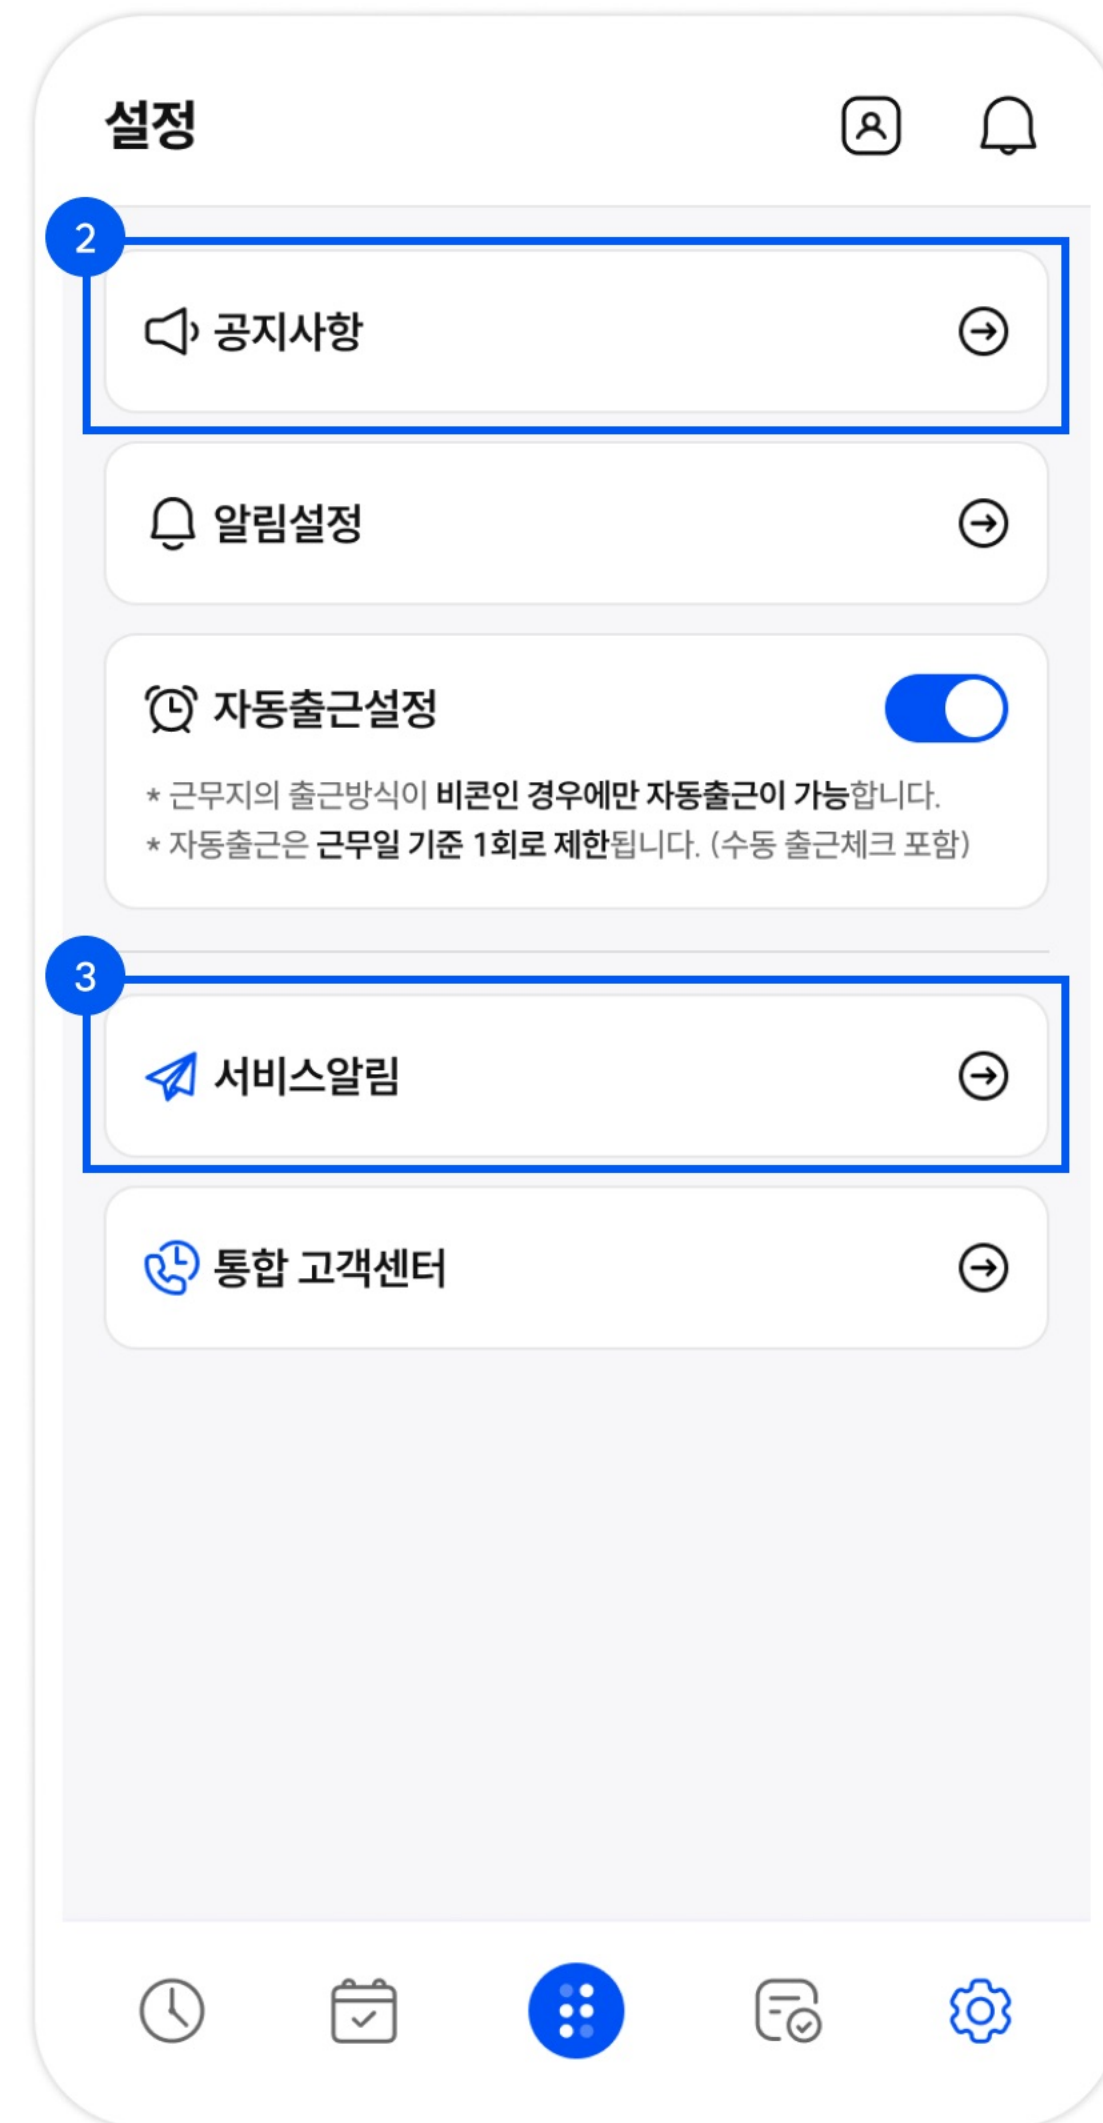 설정
2
공지사항
알림설정
자동출근설정
* 근무지의 출근방식이 비콘인 경우에만 자동출근이 가능합니다.
* 자동출근은 근무일 기준 1회로 제한됩니다. (수동 출근체크 포함)
3
서비스알림
통합 고객센터